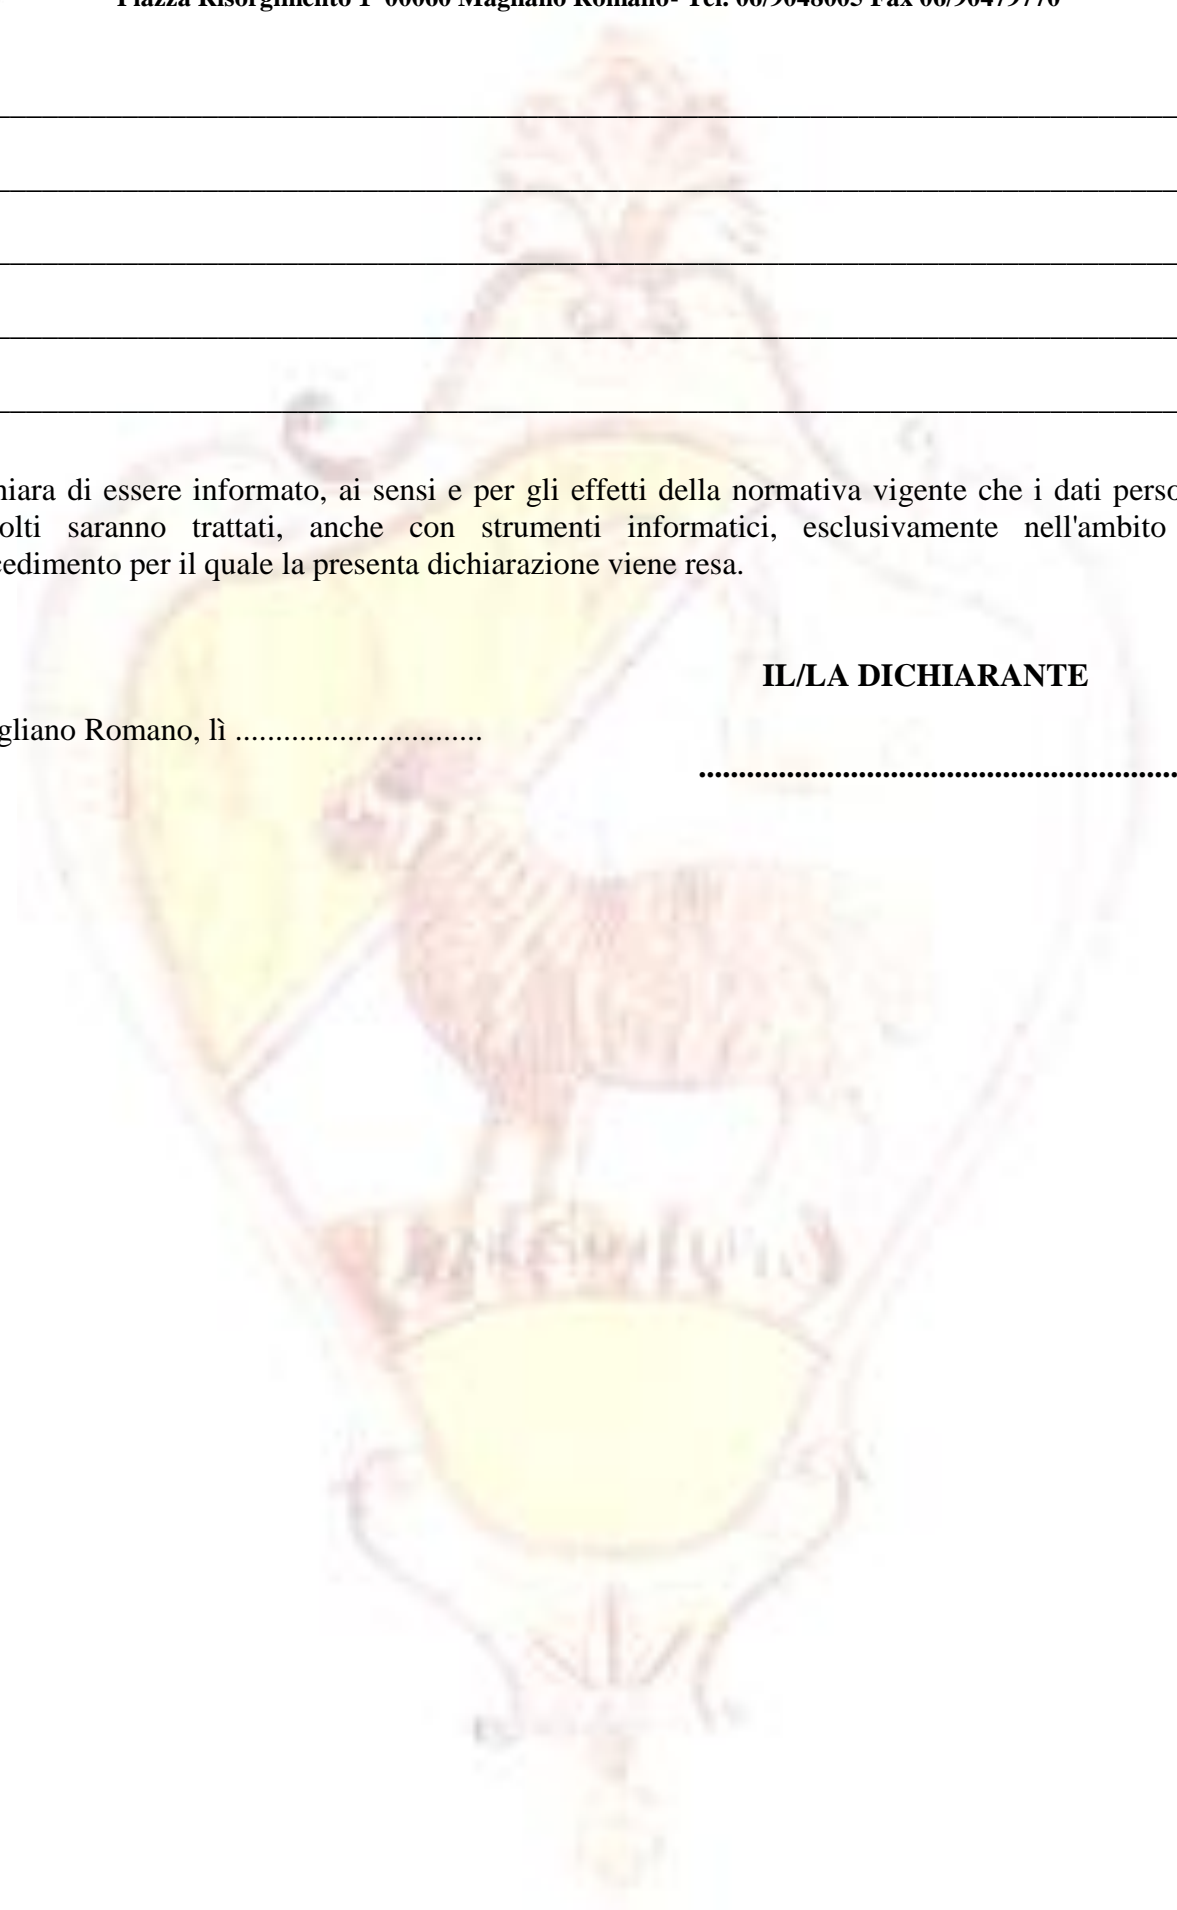 Piazza Risorgimento 1 00060 Magliano Romano- Tel. 06/9048005 Fax 06/90479770
hiara di essere informato, ai sensi e per gli effetti della normativa vigente che i dati perso
olti saranno trattati, anche con strumenti informatici, esclusivamente nell'ambito
cedimento per il quale la presenta dichiarazione viene resa.
IL/LA DICHIARANTE
gliano Romano, lì ...............................
............................................................